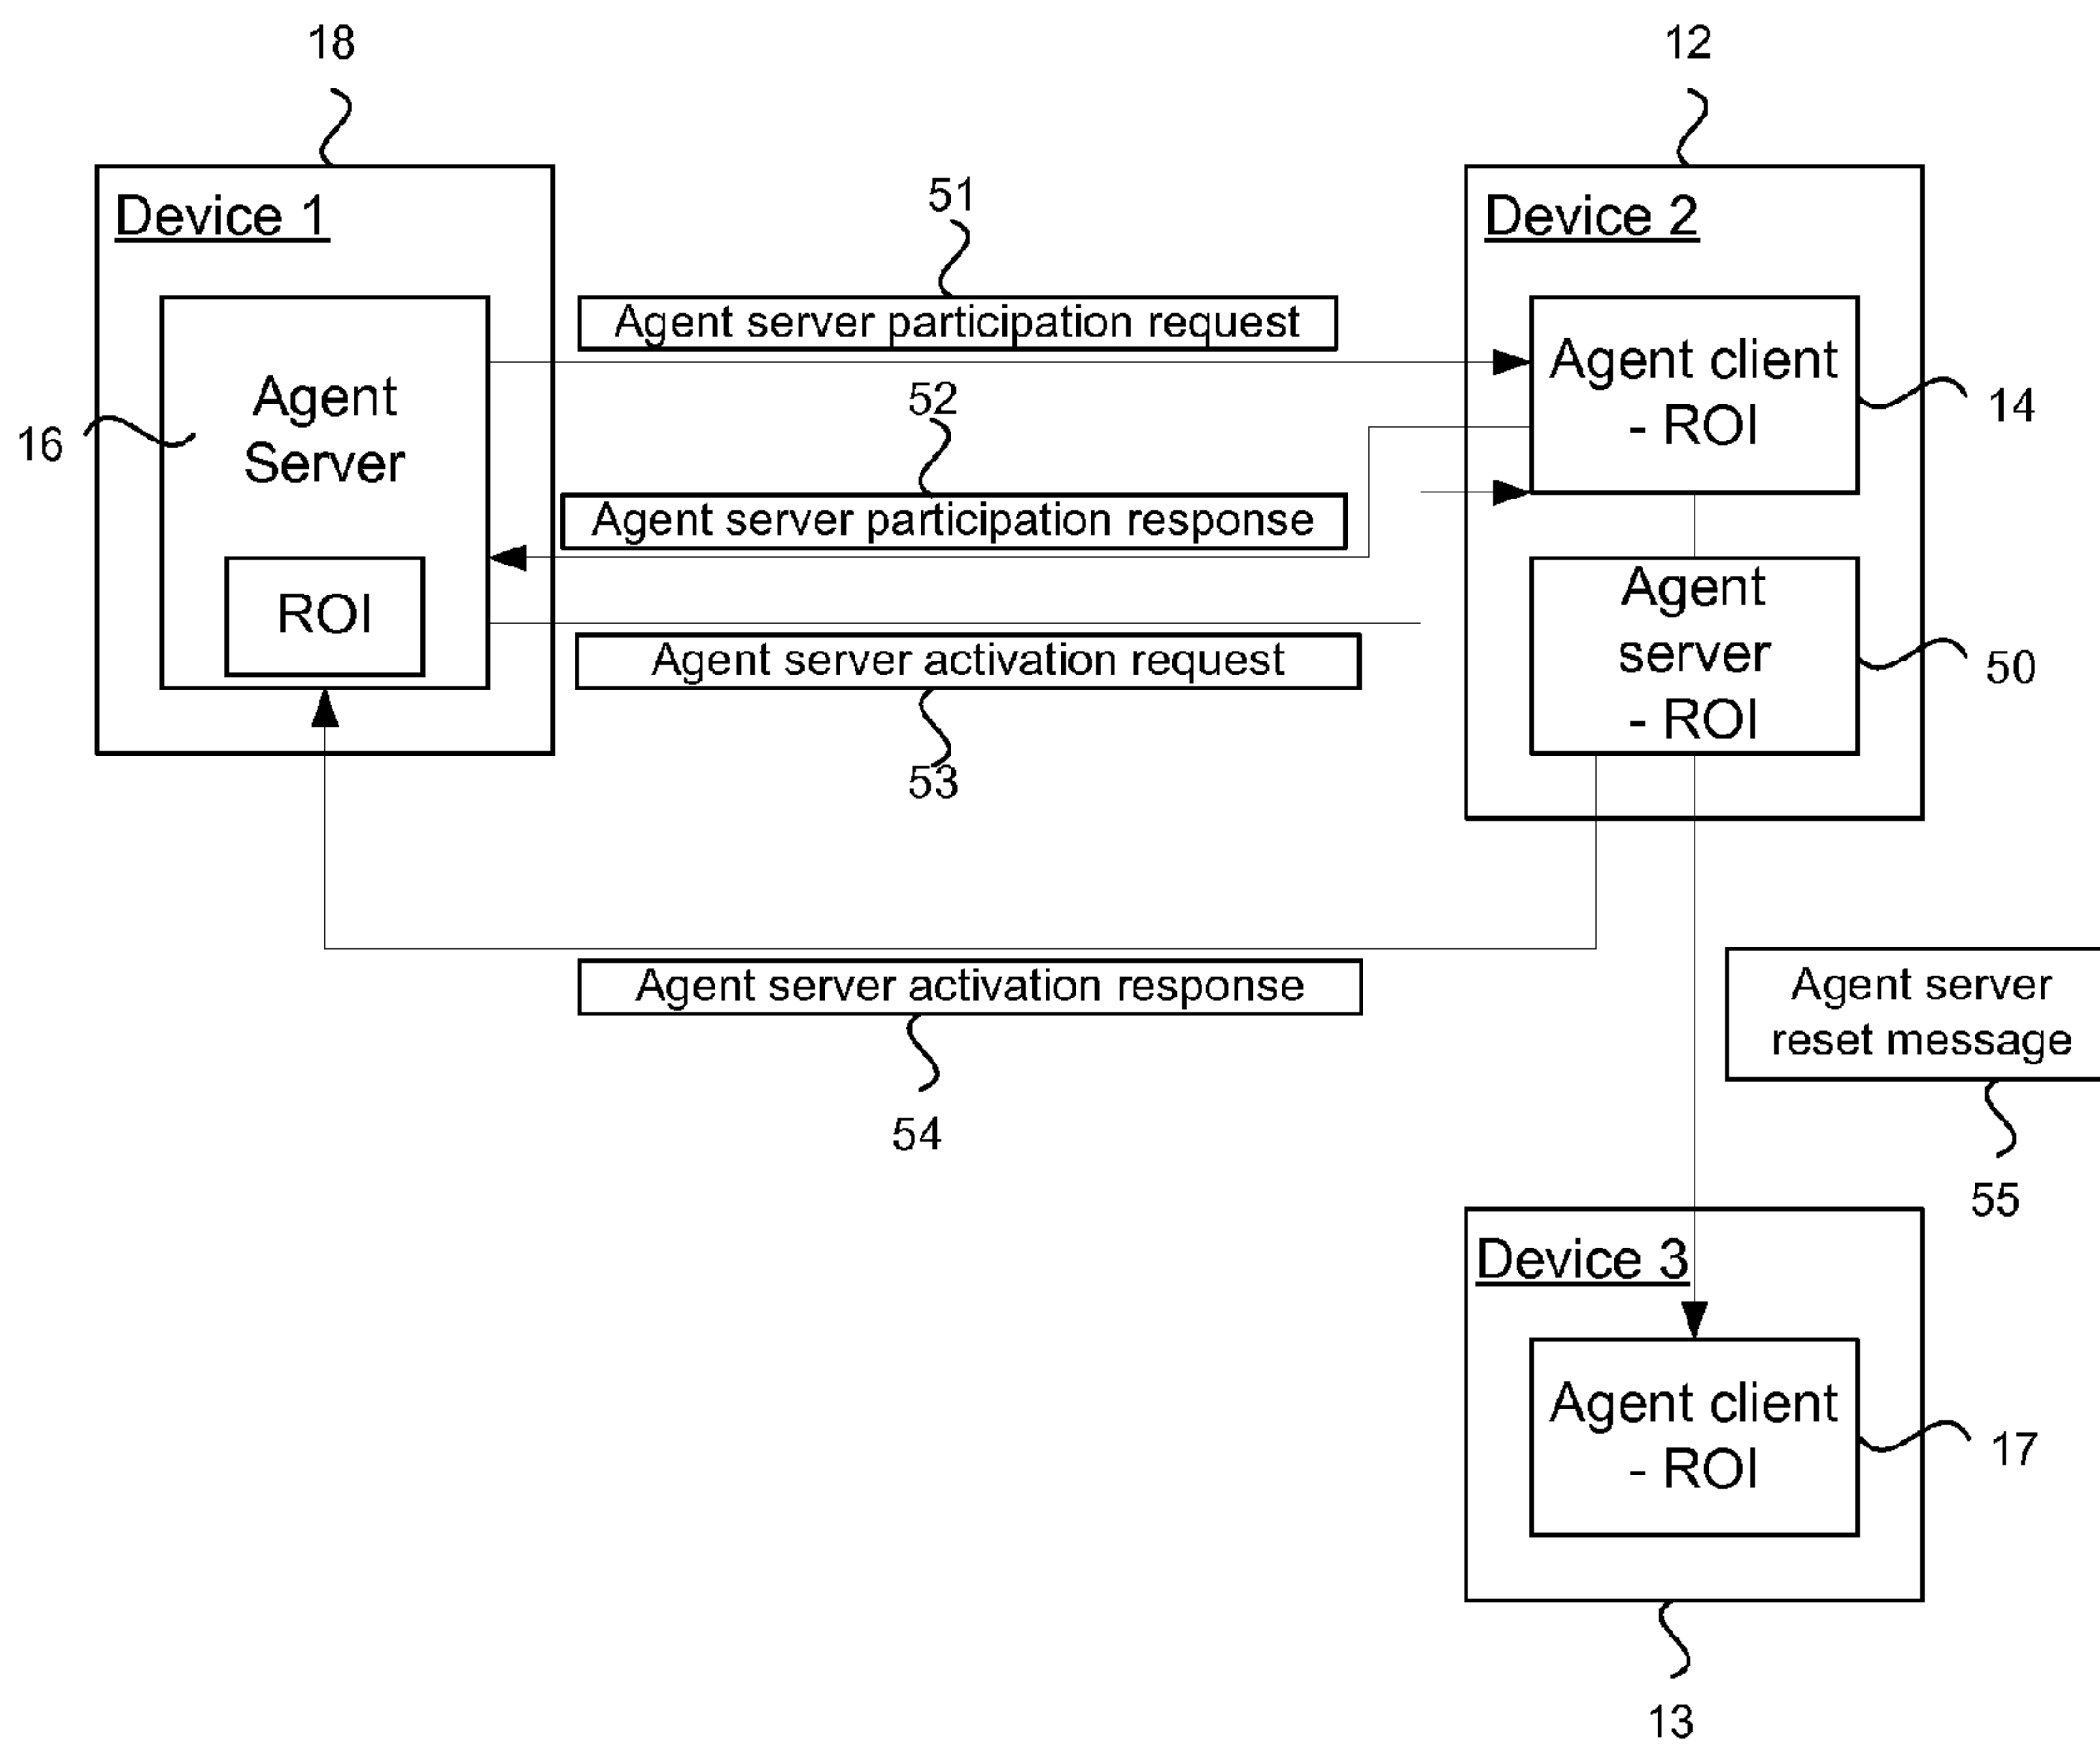 18
12
Device 1
51
Device 2
Agent server participation request
Agent client
- ROI
14
52
Agent
Server
16
Agent server participation response
ROI
Agent
server
- ROI
50
Agent server activation request
53
Agent server activation response
54
Agent server
reset message
55
Device 3
Agent client
- ROI
17
13